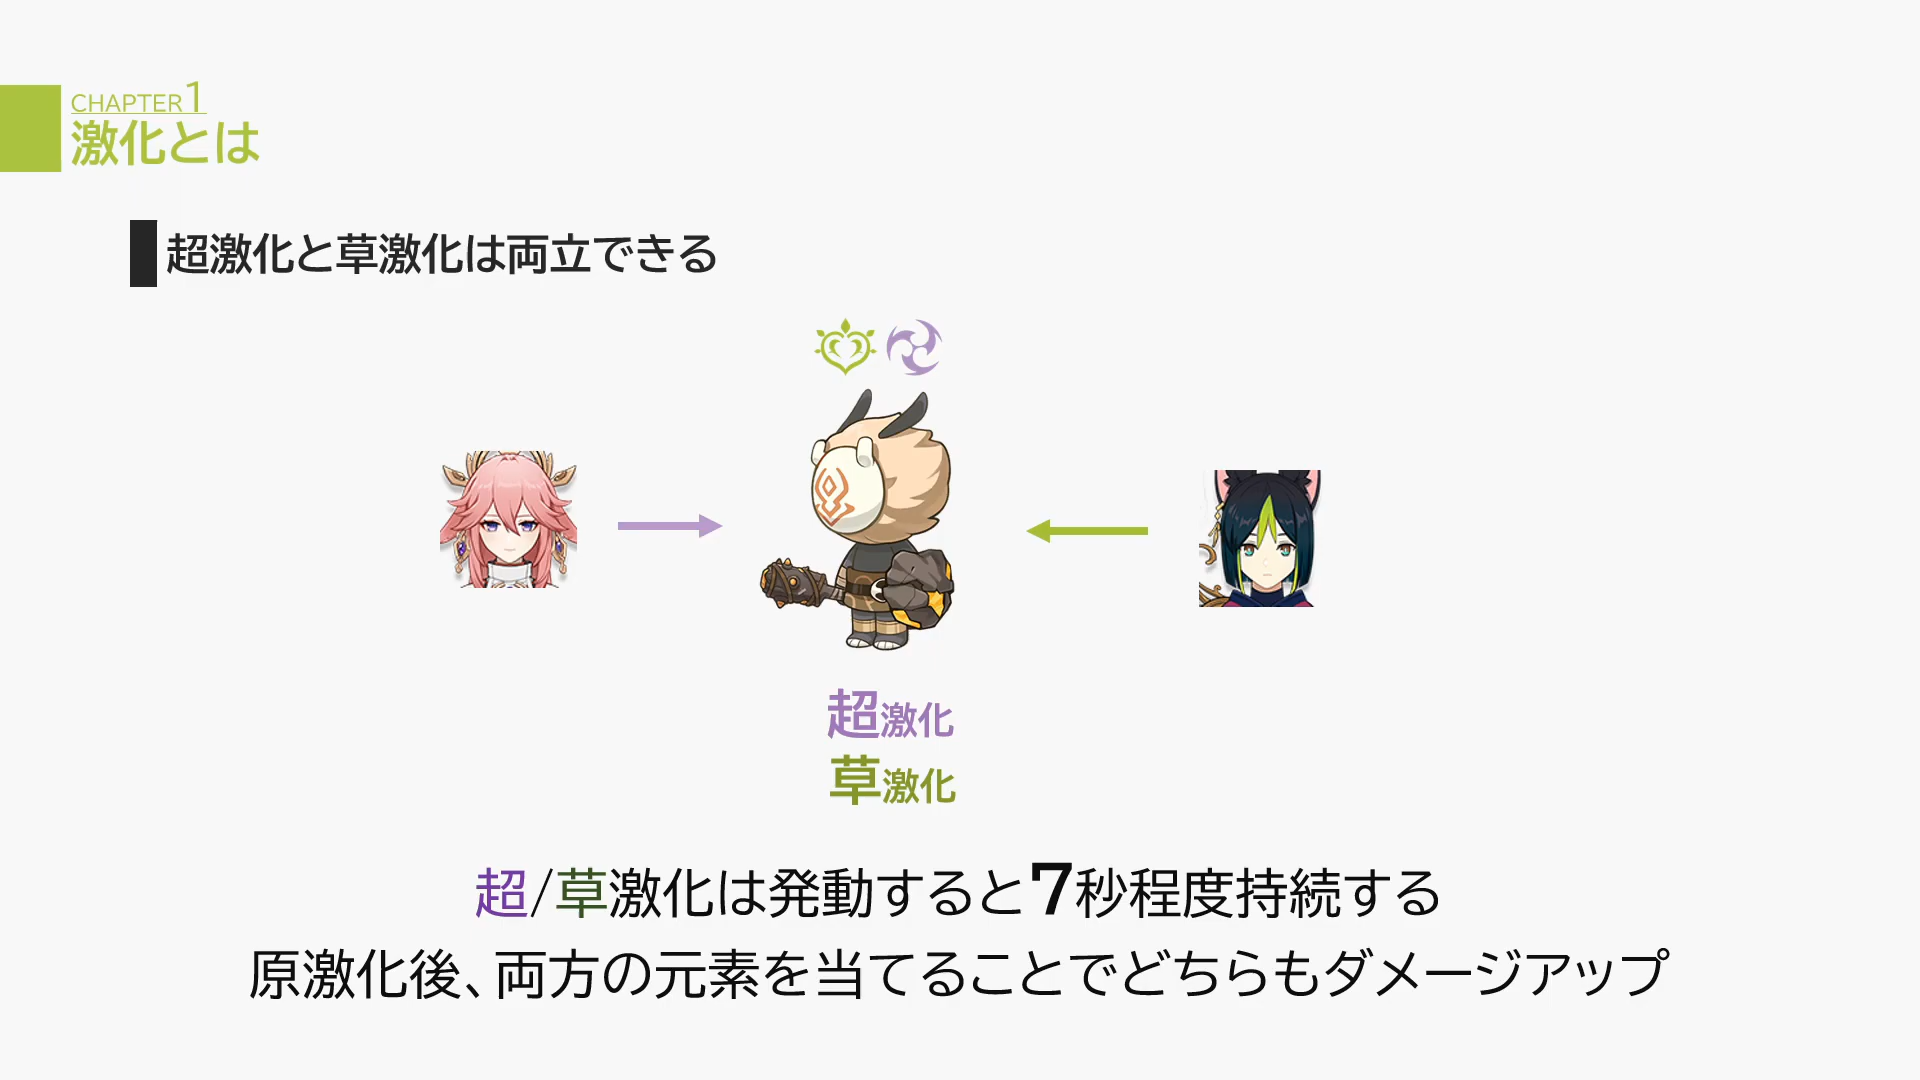 CHAPTER1
激化とは
超激化と草激化は両立できる
超激化
草激化
超/草激化は発動すると7秒程度持続する
原激化後、両方の元素を当てることでどちらもダメージアップ